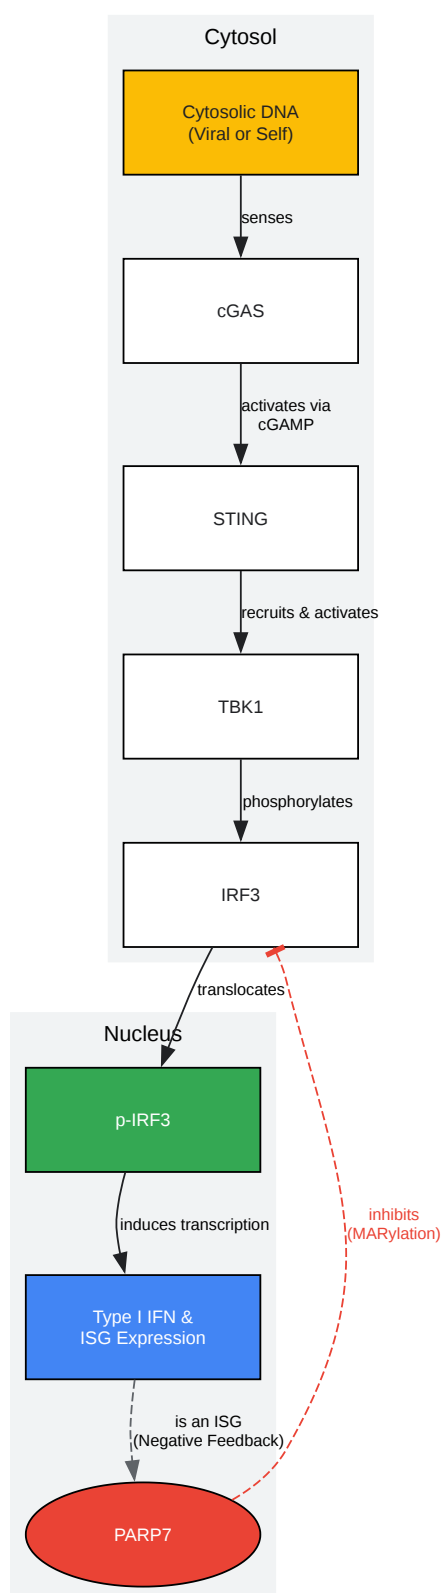 Cytosol
Cytosolic DNA
(Viral or Self)
senses
cGAS
activates via
cGAMP
STING
recruits & activates
TBK1
phosphorylates
IRF3
translocates
Nucleus
p-IRF3
inhibits
(MARylation)
induces transcription
Type I IFN &
ISG Expression
is an ISG
(Negative Feedback)
PARP7